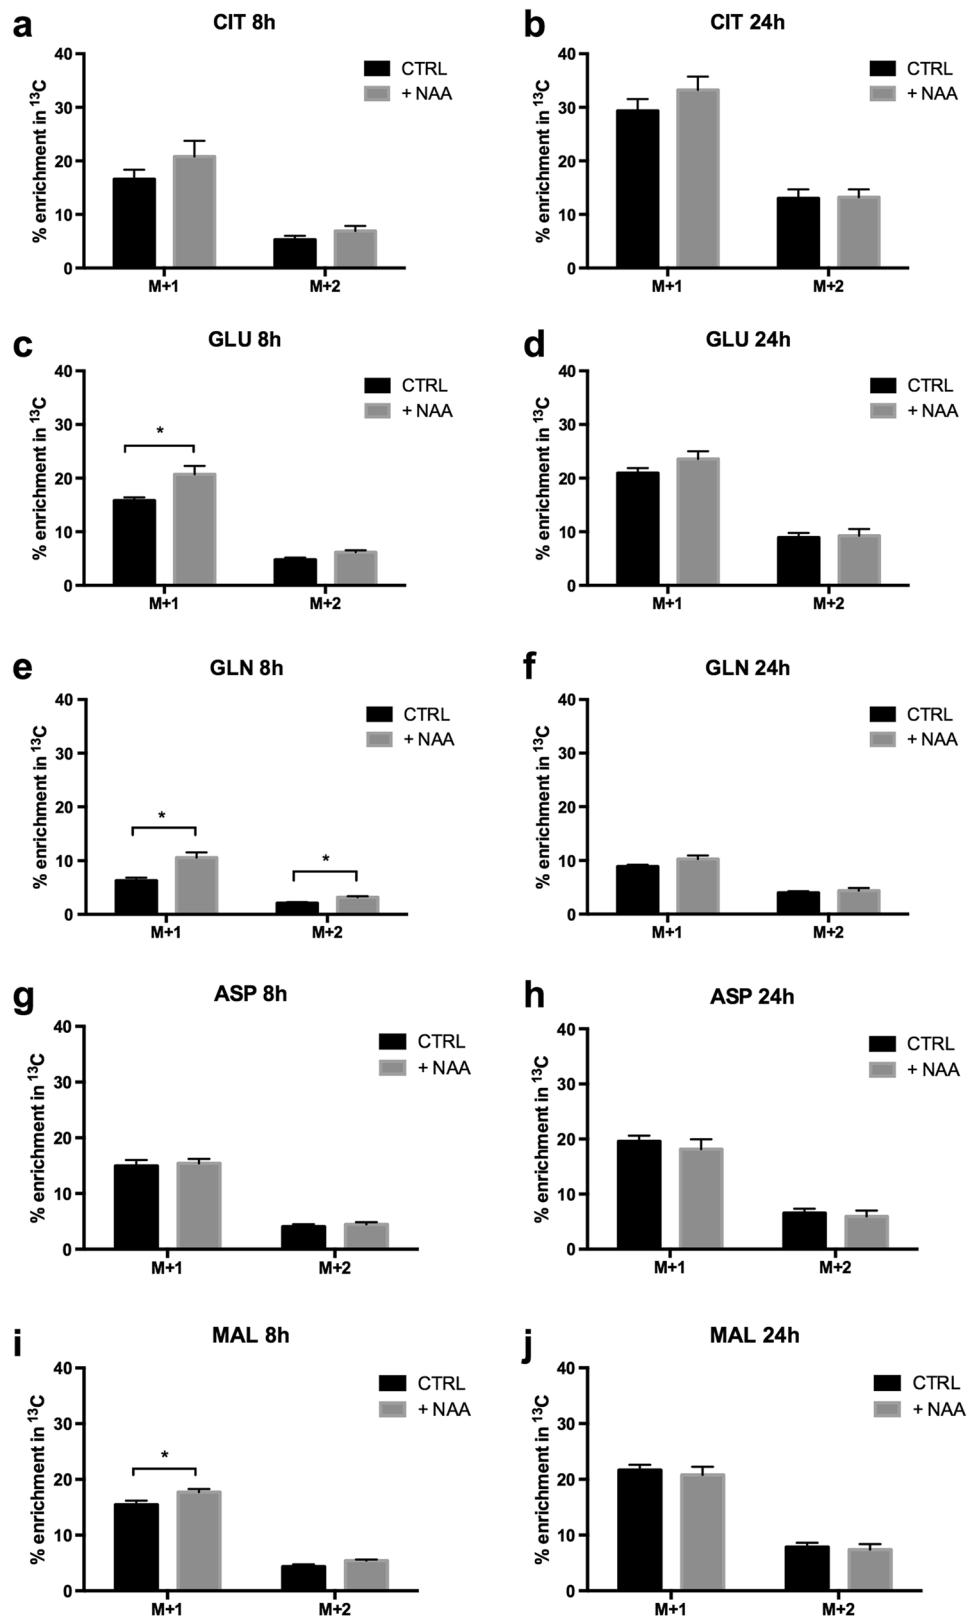 a
CIT 8h
% enrichment in ¹³C
40
30
20
10
0
M+1
M+2
CTRL
+ NAA
b
CIT 24h
% enrichment in ¹³C
40
30
20
10
0
M+1
M+2
CTRL
+ NAA
c
GLU 8h
% enrichment in ¹³C
40
30
20
10
0
*
M+1
M+2
CTRL
+ NAA
d
GLU 24h
% enrichment in ¹³C
40
30
20
10
0
M+1
M+2
CTRL
+ NAA
e
GLN 8h
% enrichment in ¹³C
40
30
20
10
0
*
*
M+1
M+2
CTRL
+ NAA
f
GLN 24h
% enrichment in ¹³C
40
30
20
10
0
M+1
M+2
CTRL
+ NAA
g
ASP 8h
% enrichment in ¹³C
40
30
20
10
0
M+1
M+2
CTRL
+ NAA
h
ASP 24h
% enrichment in ¹³C
40
30
20
10
0
M+1
M+2
CTRL
+ NAA
i
MAL 8h
% enrichment in ¹³C
40
30
20
10
0
*
M+1
M+2
CTRL
+ NAA
j
MAL 24h
% enrichment in ¹³C
40
30
20
10
0
M+1
M+2
CTRL
+ NAA